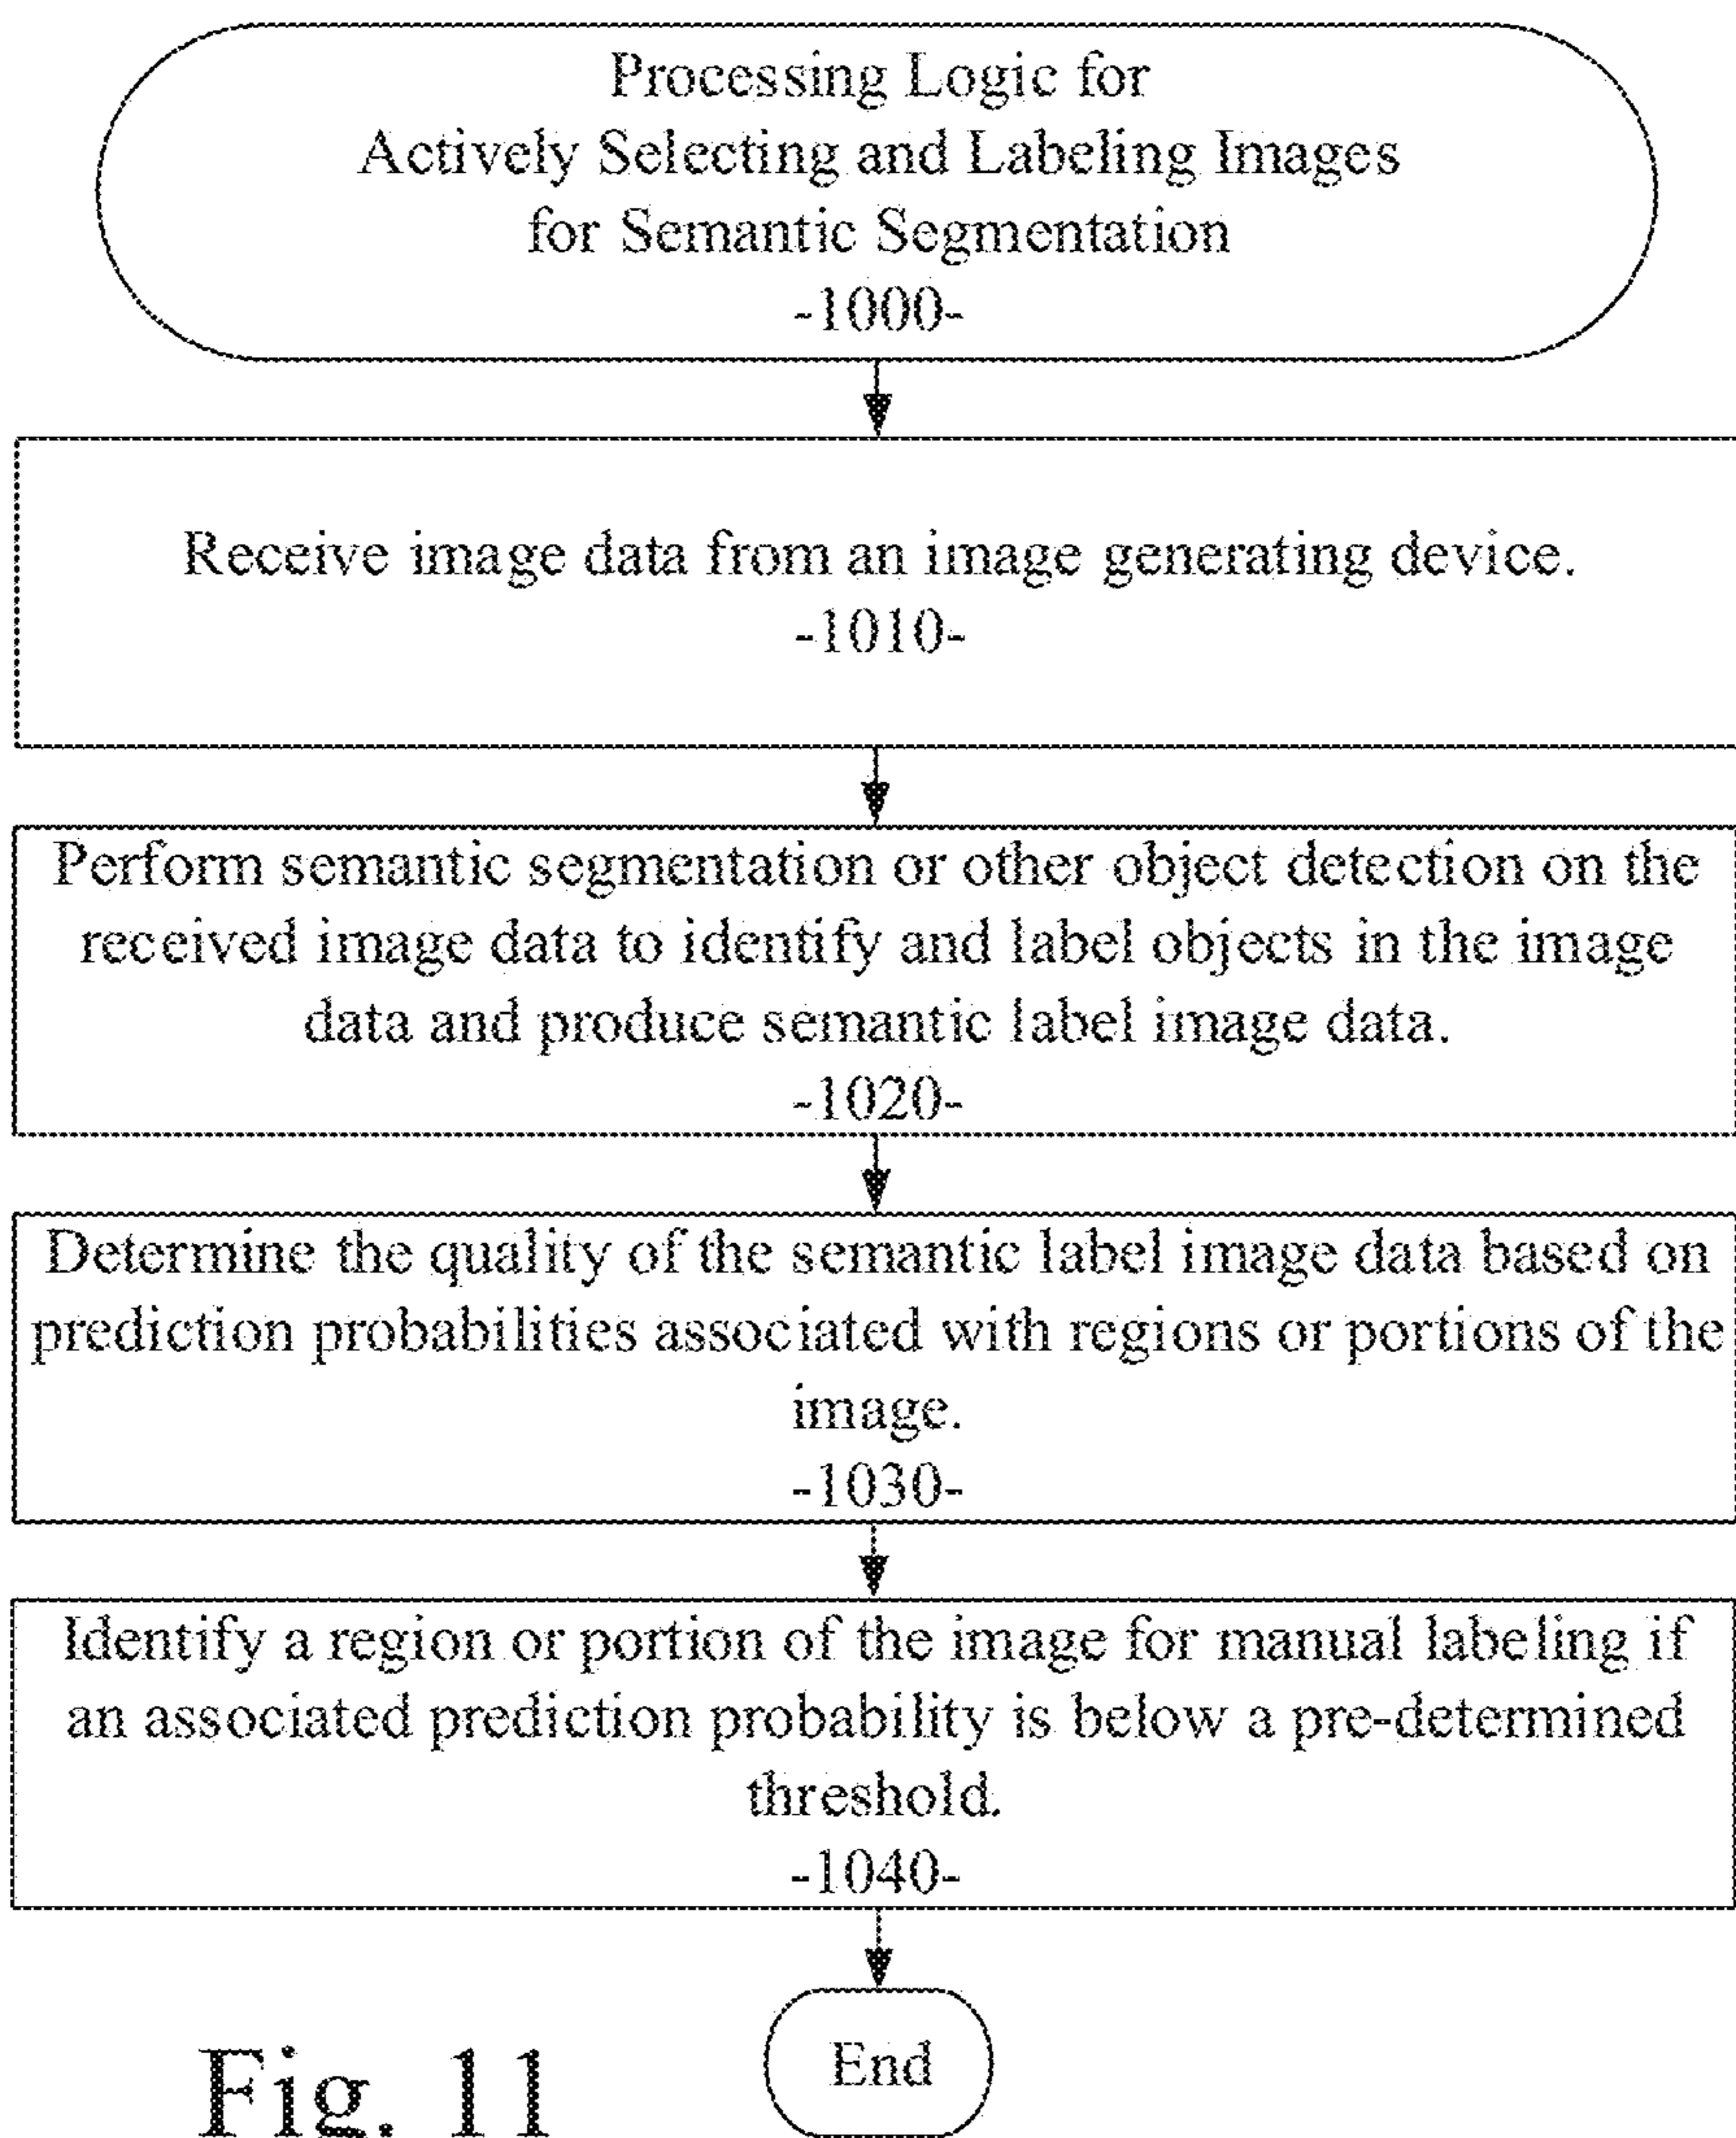 Processing Logic for
Actively Selecting and Labeling Images
for Semantic Segmentation
-1000-
Receive image data from an image generating device.
-1010-
Perform semantic segmentation or other object detection on the
received image data to identify and label objects in the image
data and produce semantic label image data.
-1020-
Determine the quality of the semantic label image data based on
prediction probabilities associated with regions or portions of the
image.
-1030-
Identify a region or portion of the image for manual labeling if
an associated prediction probability is below a pre-determined
threshold.
-1040-
End
Fig. 11